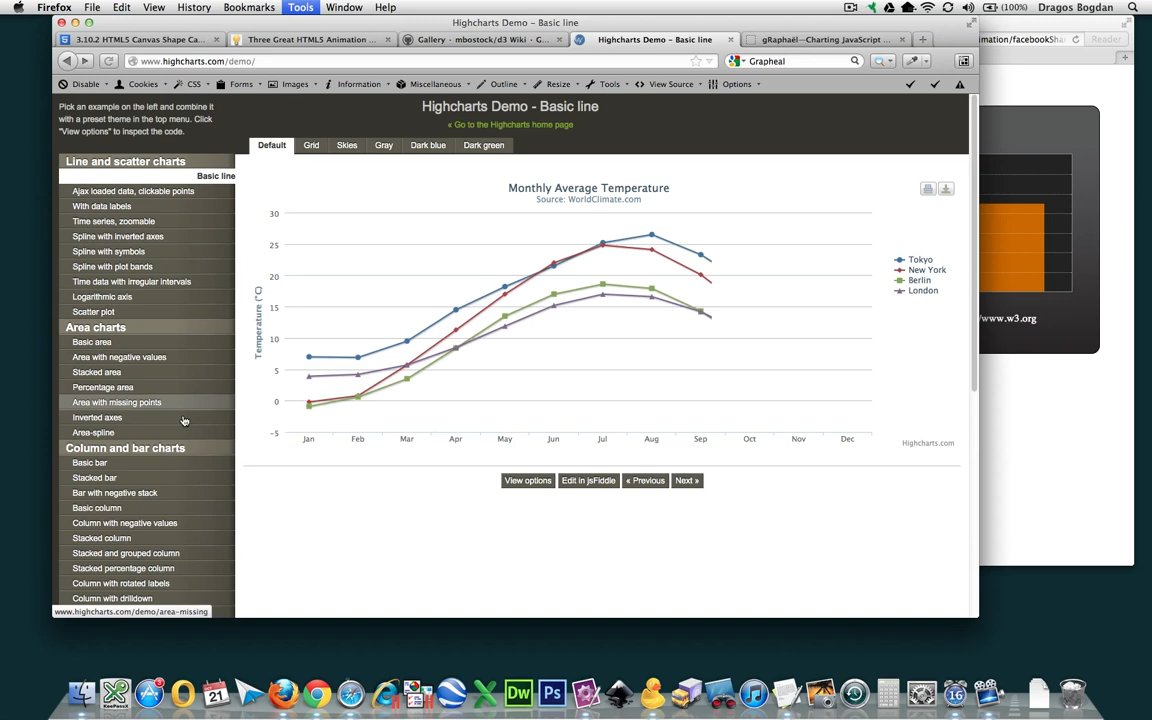 Firefox File Edit View History Bookmarks Tools Window Help (100%) Dragos Bogdan
Highcharts Demo - Basic line
3.10.2 HTML5 Canvas Shape Ca... Three Great HTML5 Animation ... Gallery - mbostock/d3 Wiki - G... Highcharts Demo - Basic line gRaphaël—Charting JavaScript ...
imation/facebookSha Reader
www.highcharts.com/demo/ Grapheal
Disable Cookies CSS Forms Images Information Miscellaneous Outline Resize Tools View Source Options
Pick an example on the left and combine it
with a preset theme in the top menu. Click
"View options" to inspect the code.
Highcharts Demo - Basic line
« Go to the Highcharts home page
Default Grid Skies Gray Dark blue Dark green
Line and scatter charts
Basic line
Ajax loaded data, clickable points
With data labels
Time series, zoomable
Spline with inverted axes
Spline with symbols
Spline with plot bands
Time data with irregular intervals
Logarithmic axis
Scatter plot
Area charts
Basic area
Area with negative values
Stacked area
Percentage area
Area with missing points
Inverted axes
Area-spline
Column and bar charts
Basic bar
Stacked bar
Bar with negative stack
Basic column
Column with negative values
Stacked column
Stacked and grouped column
Stacked percentage column
Column with rotated labels
Column with drilldown
www.highcharts.com/demo/area-missing
Monthly Average Temperature
Source: WorldClimate.com
Temperature (°C)
30
25
20
15
10
5
0
-5
Jan Feb Mar Apr May Jun Jul Aug Sep Oct Nov Dec
Tokyo
New York
Berlin
London
Highcharts.com
View options Edit in jsFiddle « Previous Next »
/www.w3.org
KeePassX 3 21 Dw Ps 16